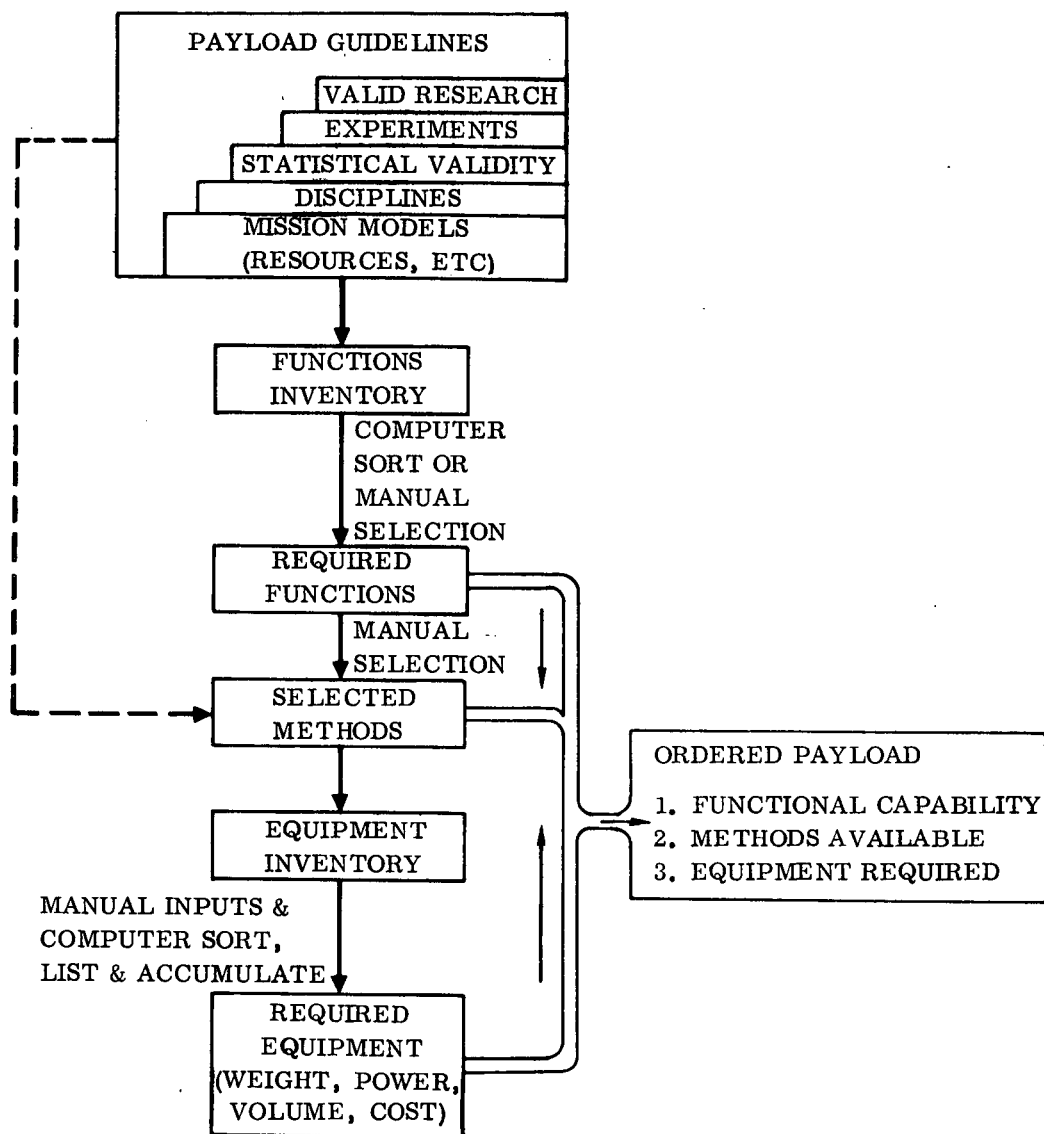 PAYLOAD GUIDELINES
VALID RESEARCH
EXPERIMENTS
STATISTICAL VALIDITY
DISCIPLINES
MISSION MODELS
(RESOURCES, ETC)
FUNCTIONS
INVENTORY
COMPUTER
SORT OR
MANUAL
SELECTION
REQUIRED
FUNCTIONS
MANUAL
SELECTION
SELECTED
METHODS
ORDERED PAYLOAD
1. FUNCTIONAL CAPABILITY
2. METHODS AVAILABLE
3. EQUIPMENT REQUIRED
EQUIPMENT
INVENTORY
MANUAL INPUTS &
COMPUTER SORT,
LIST & ACCUMULATE
REQUIRED
EQUIPMENT
(WEIGHT, POWER,
VOLUME, COST)